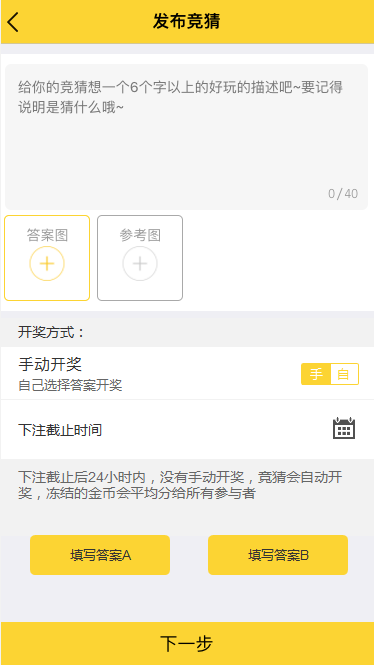 发布竞猜
给你的竞猜想一个6个字以上的好玩的描述吧~要记得
说明是猜什么哦~
0/40
答案图 参考图
开奖方式：
手动开奖
自己选择答案开奖
手 自
下注截止时间
下注截止后24小时内，没有手动开奖，竞猜会自动开
奖，冻结的金币会平均分给所有参与者
填写答案A 填写答案B
下一步